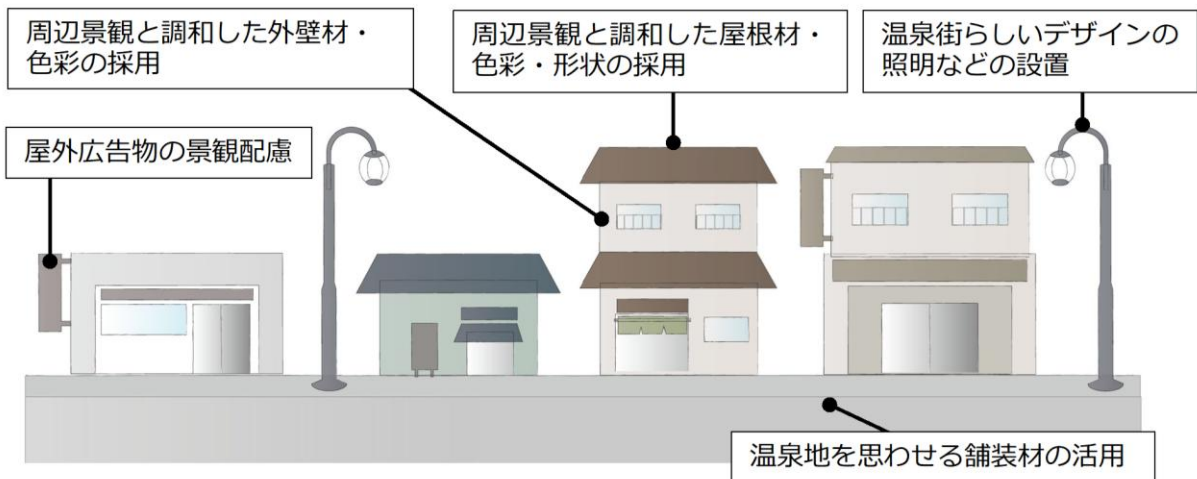 周辺景観と調和した外壁材・
色彩の採用
周辺景観と調和した屋根材・
色彩・形状の採用
温泉街らしいデザインの
照明などの設置
屋外広告物の景観配慮
温泉地を思わせる舗装材の活用